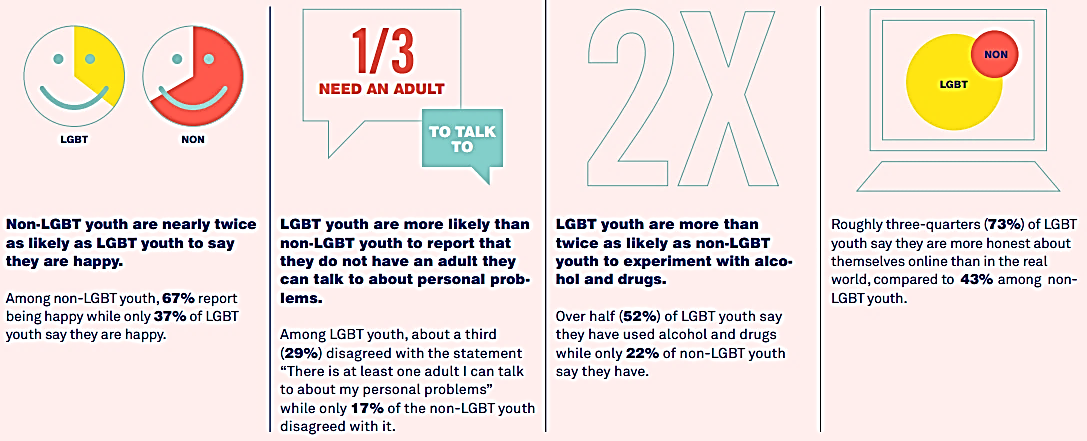 LGBT
NON
Non-LGBT youth are nearly twice
as likely as LGBT youth to say
they are happy.
Among non-LGBT youth, 67% report
being happy while only 37% of LGBT
youth say they are happy.
1/3
NEED AN ADULT
TO TALK
TO
LGBT youth are more likely than
non-LGBT youth to report that
they do not have an adult they
can talk to about personal prob-
lems.
Among LGBT youth, about a third
(29%) disagreed with the statement
“There is at least one adult I can talk
to about my personal problems”
while only 17% of the non-LGBT youth
disagreed with it.
2X
LGBT youth are more than
twice as likely as non-LGBT
youth to experiment with alco-
hol and drugs.
Over half (52%) of LGBT youth say
they have used alcohol and drugs
while only 22% of non-LGBT youth
say they have.
NON
LGBT
Roughly three-quarters (73%) of LGBT
youth say they are more honest about
themselves online than in the real
world, compared to 43% among non-
LGBT youth.